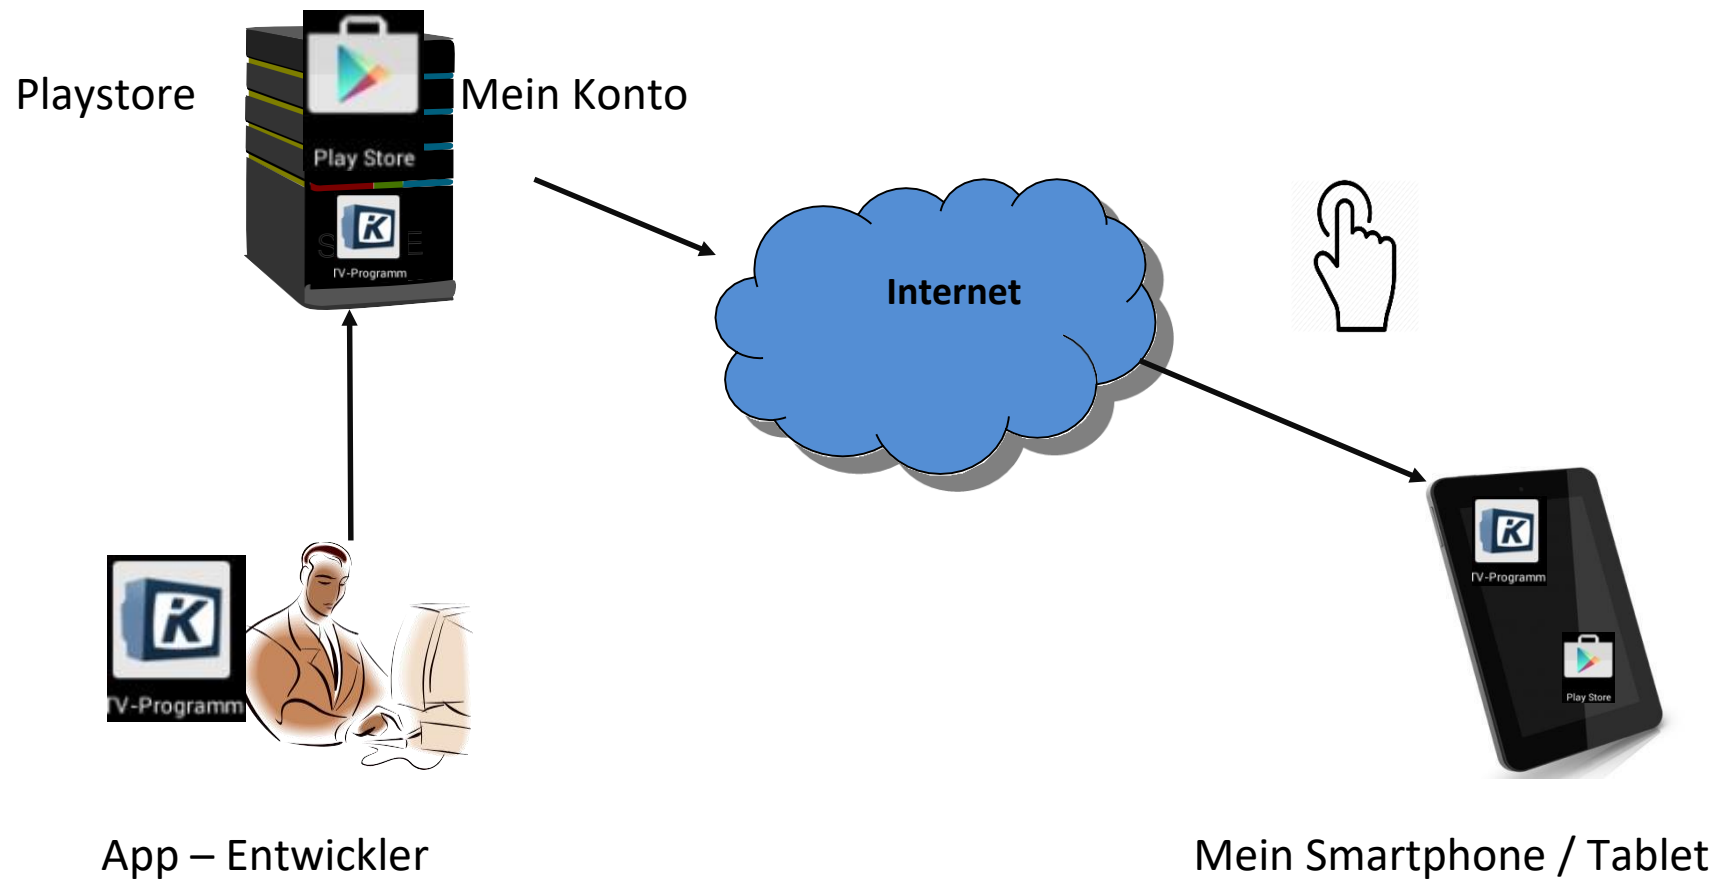 Playstore
Mein Konto
Play Store
K
TV-Programm
Internet
K
TV-Programm
Play Store
K
TV-Programm
App – Entwickler
Mein Smartphone / Tablet